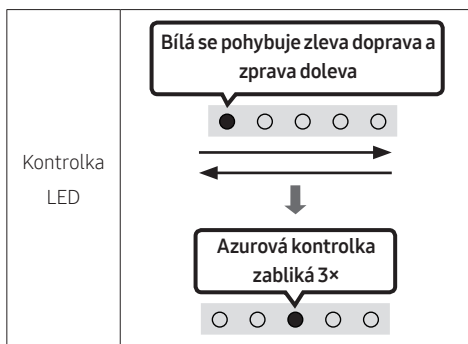 Bílá se pohybuje zleva doprava a
zprava doleva
Kontrolka
LED
Azurová kontrolka
zabliká 3×